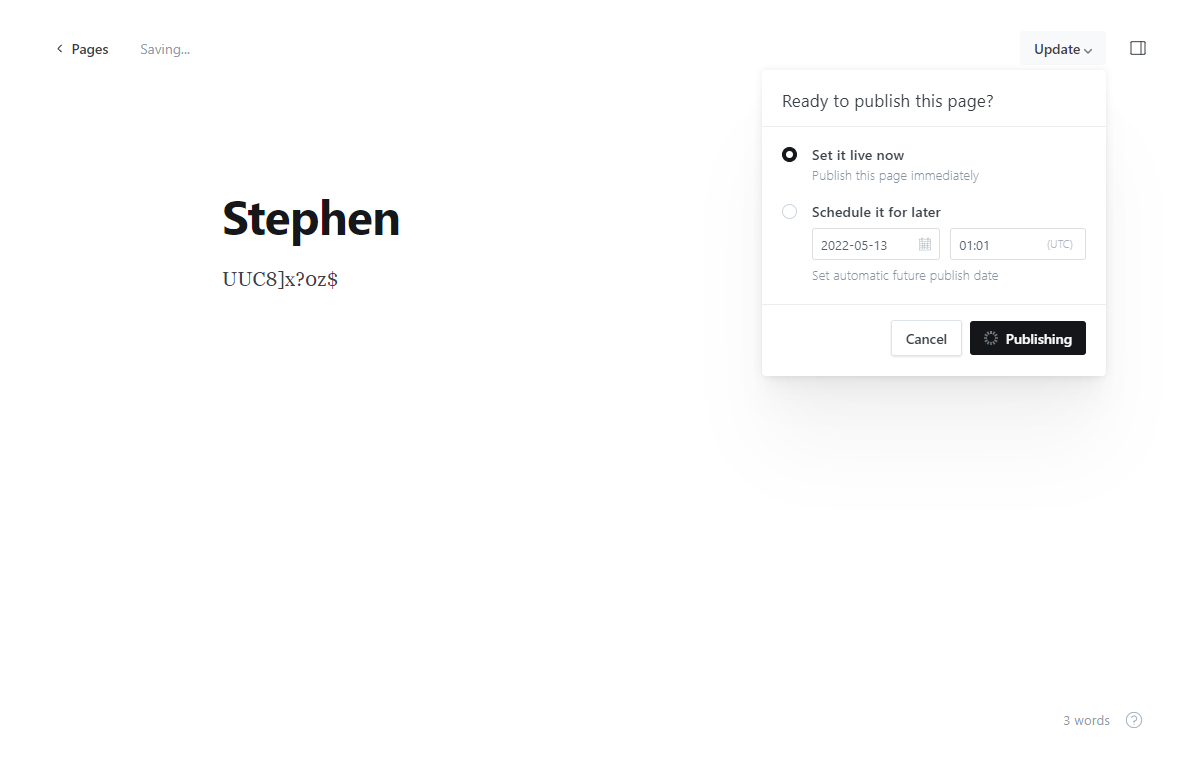 Pages
Saving...
Update
Ready to publish this page?
Set it live now
Publish this page immediately
Schedule it for later
2022-05-13
01:01
(UTC)
Set automatic future publish date
Cancel
Publishing
Stephen
UUC8]x?oz$
3 words
?